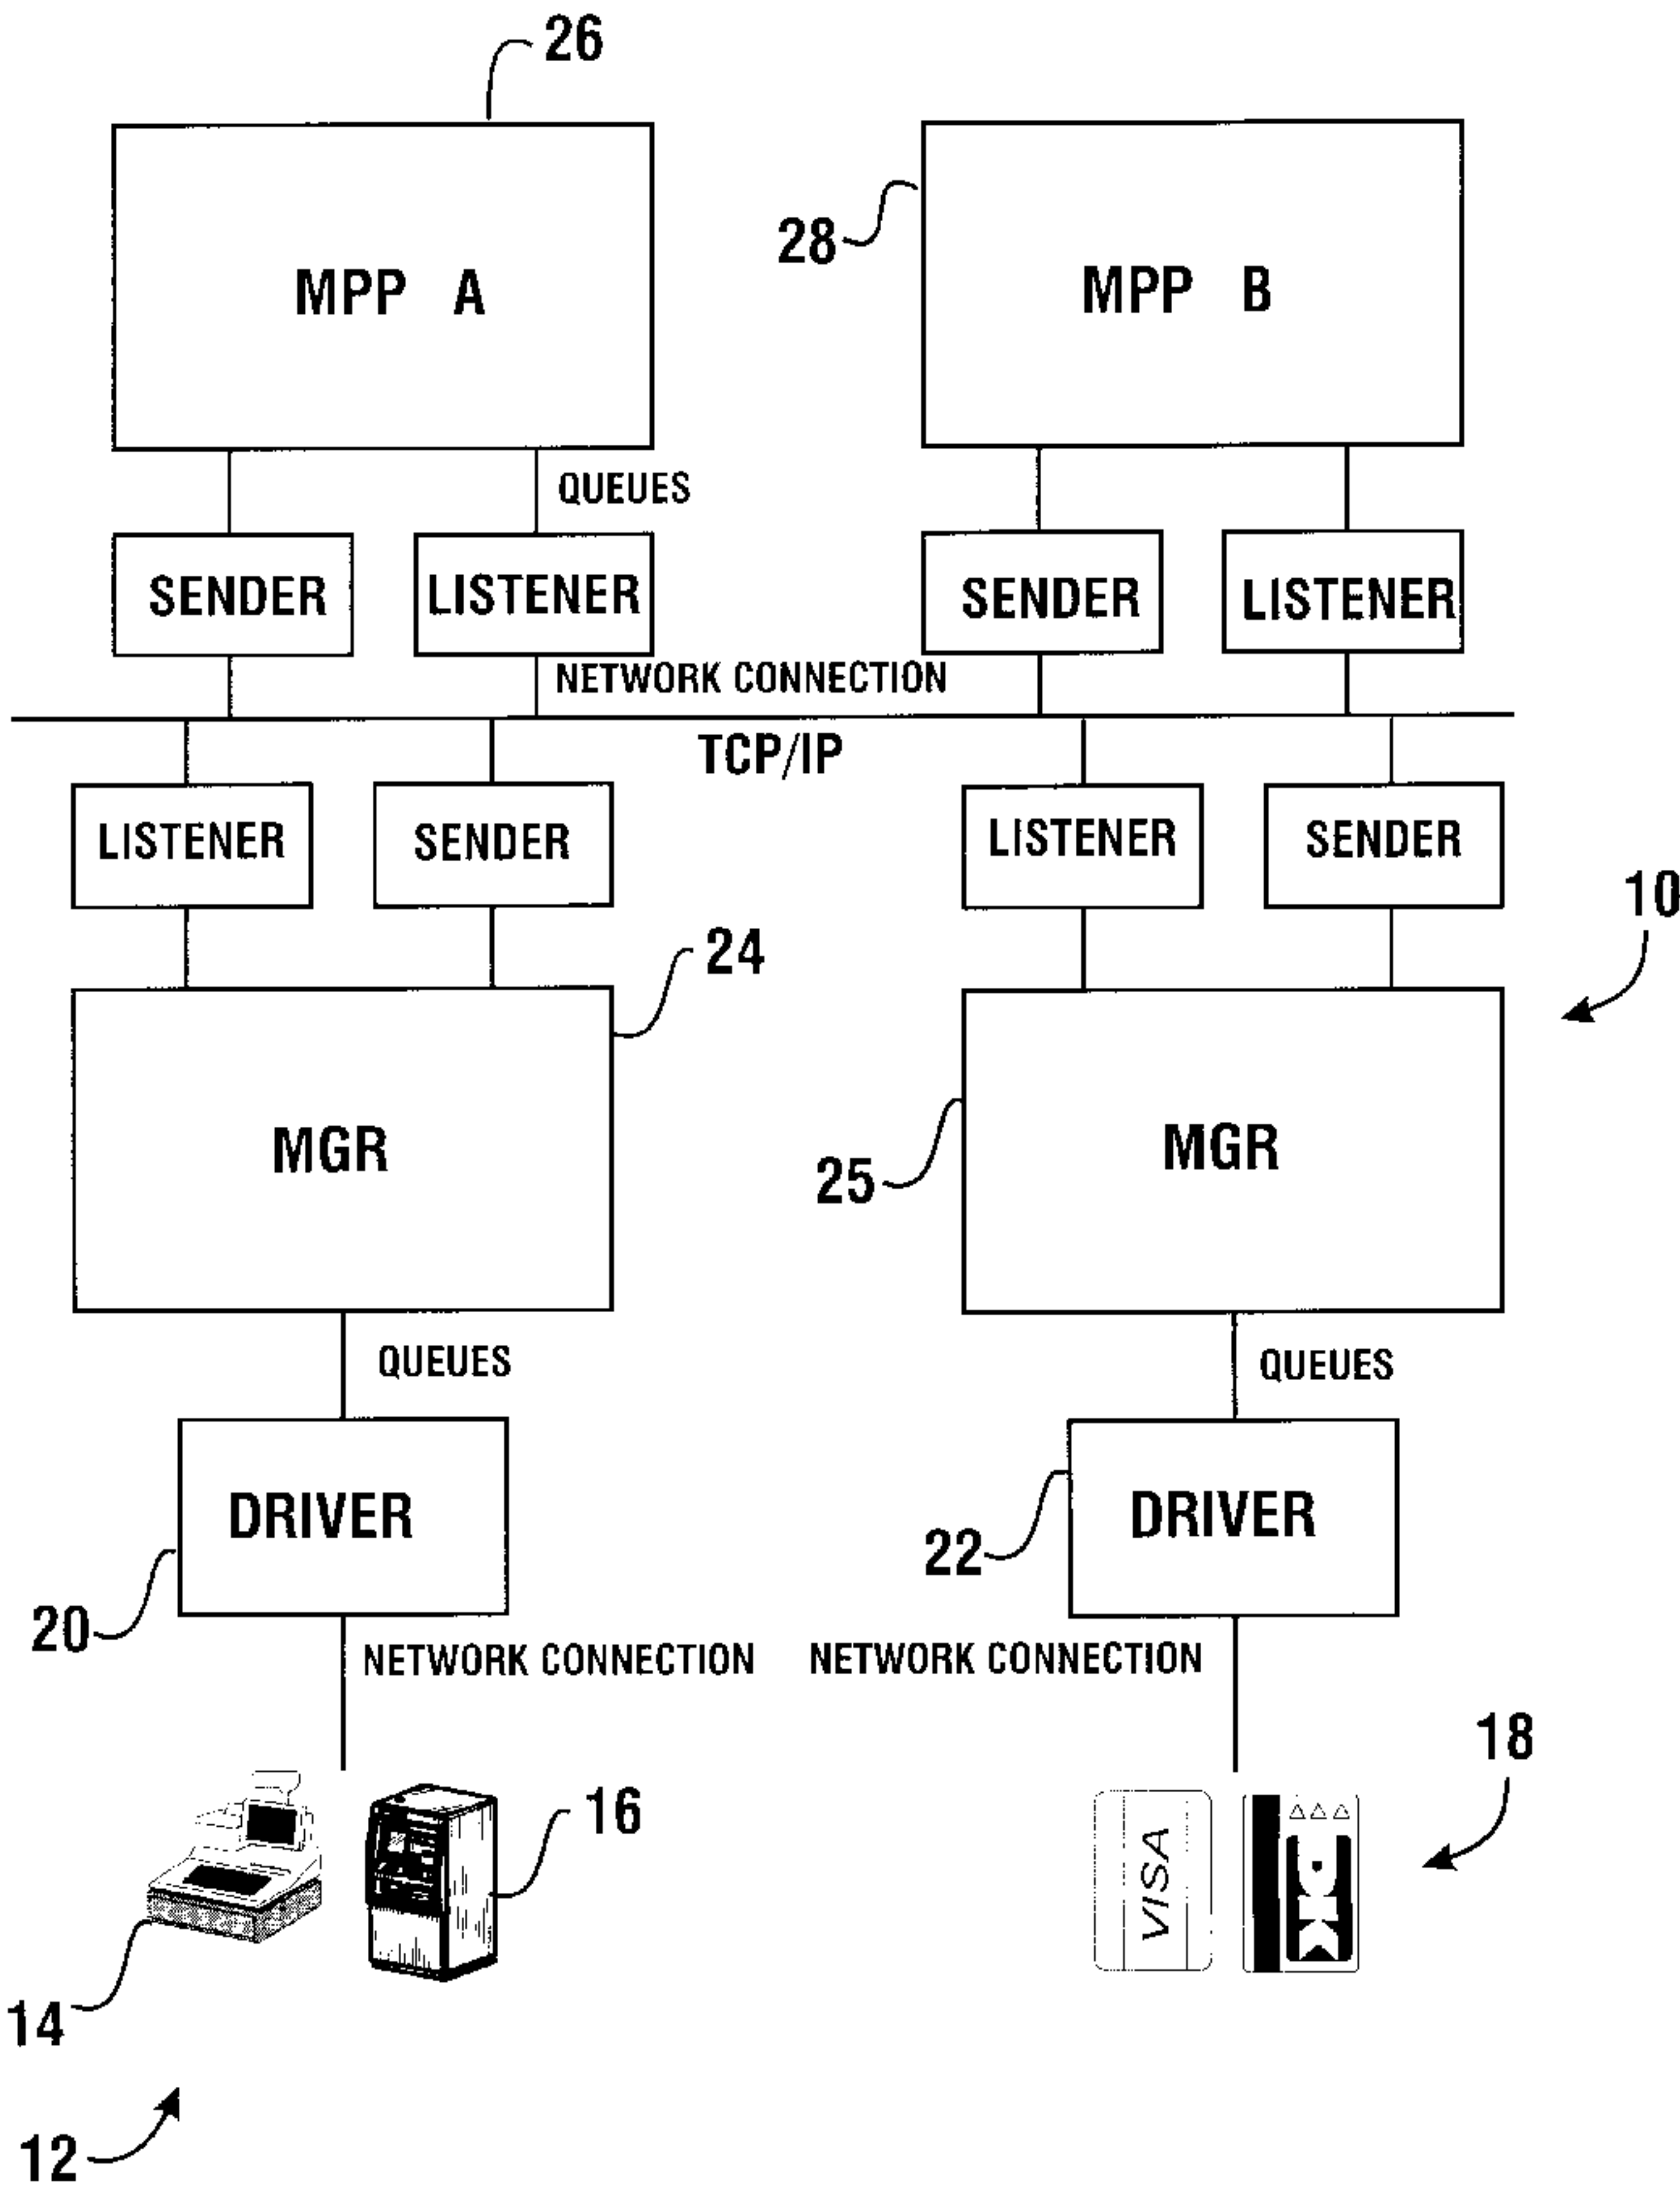 26
28
MPP A
MPP B
QUEUES
SENDER
LISTENER
SENDER
LISTENER
NETWORK CONNECTION
TCP/IP
LISTENER
SENDER
LISTENER
SENDER
10
24
MGR
25
MGR
QUEUES
QUEUES
DRIVER
DRIVER
22
20
NETWORK CONNECTION
NETWORK CONNECTION
18
16
VISA
14
12